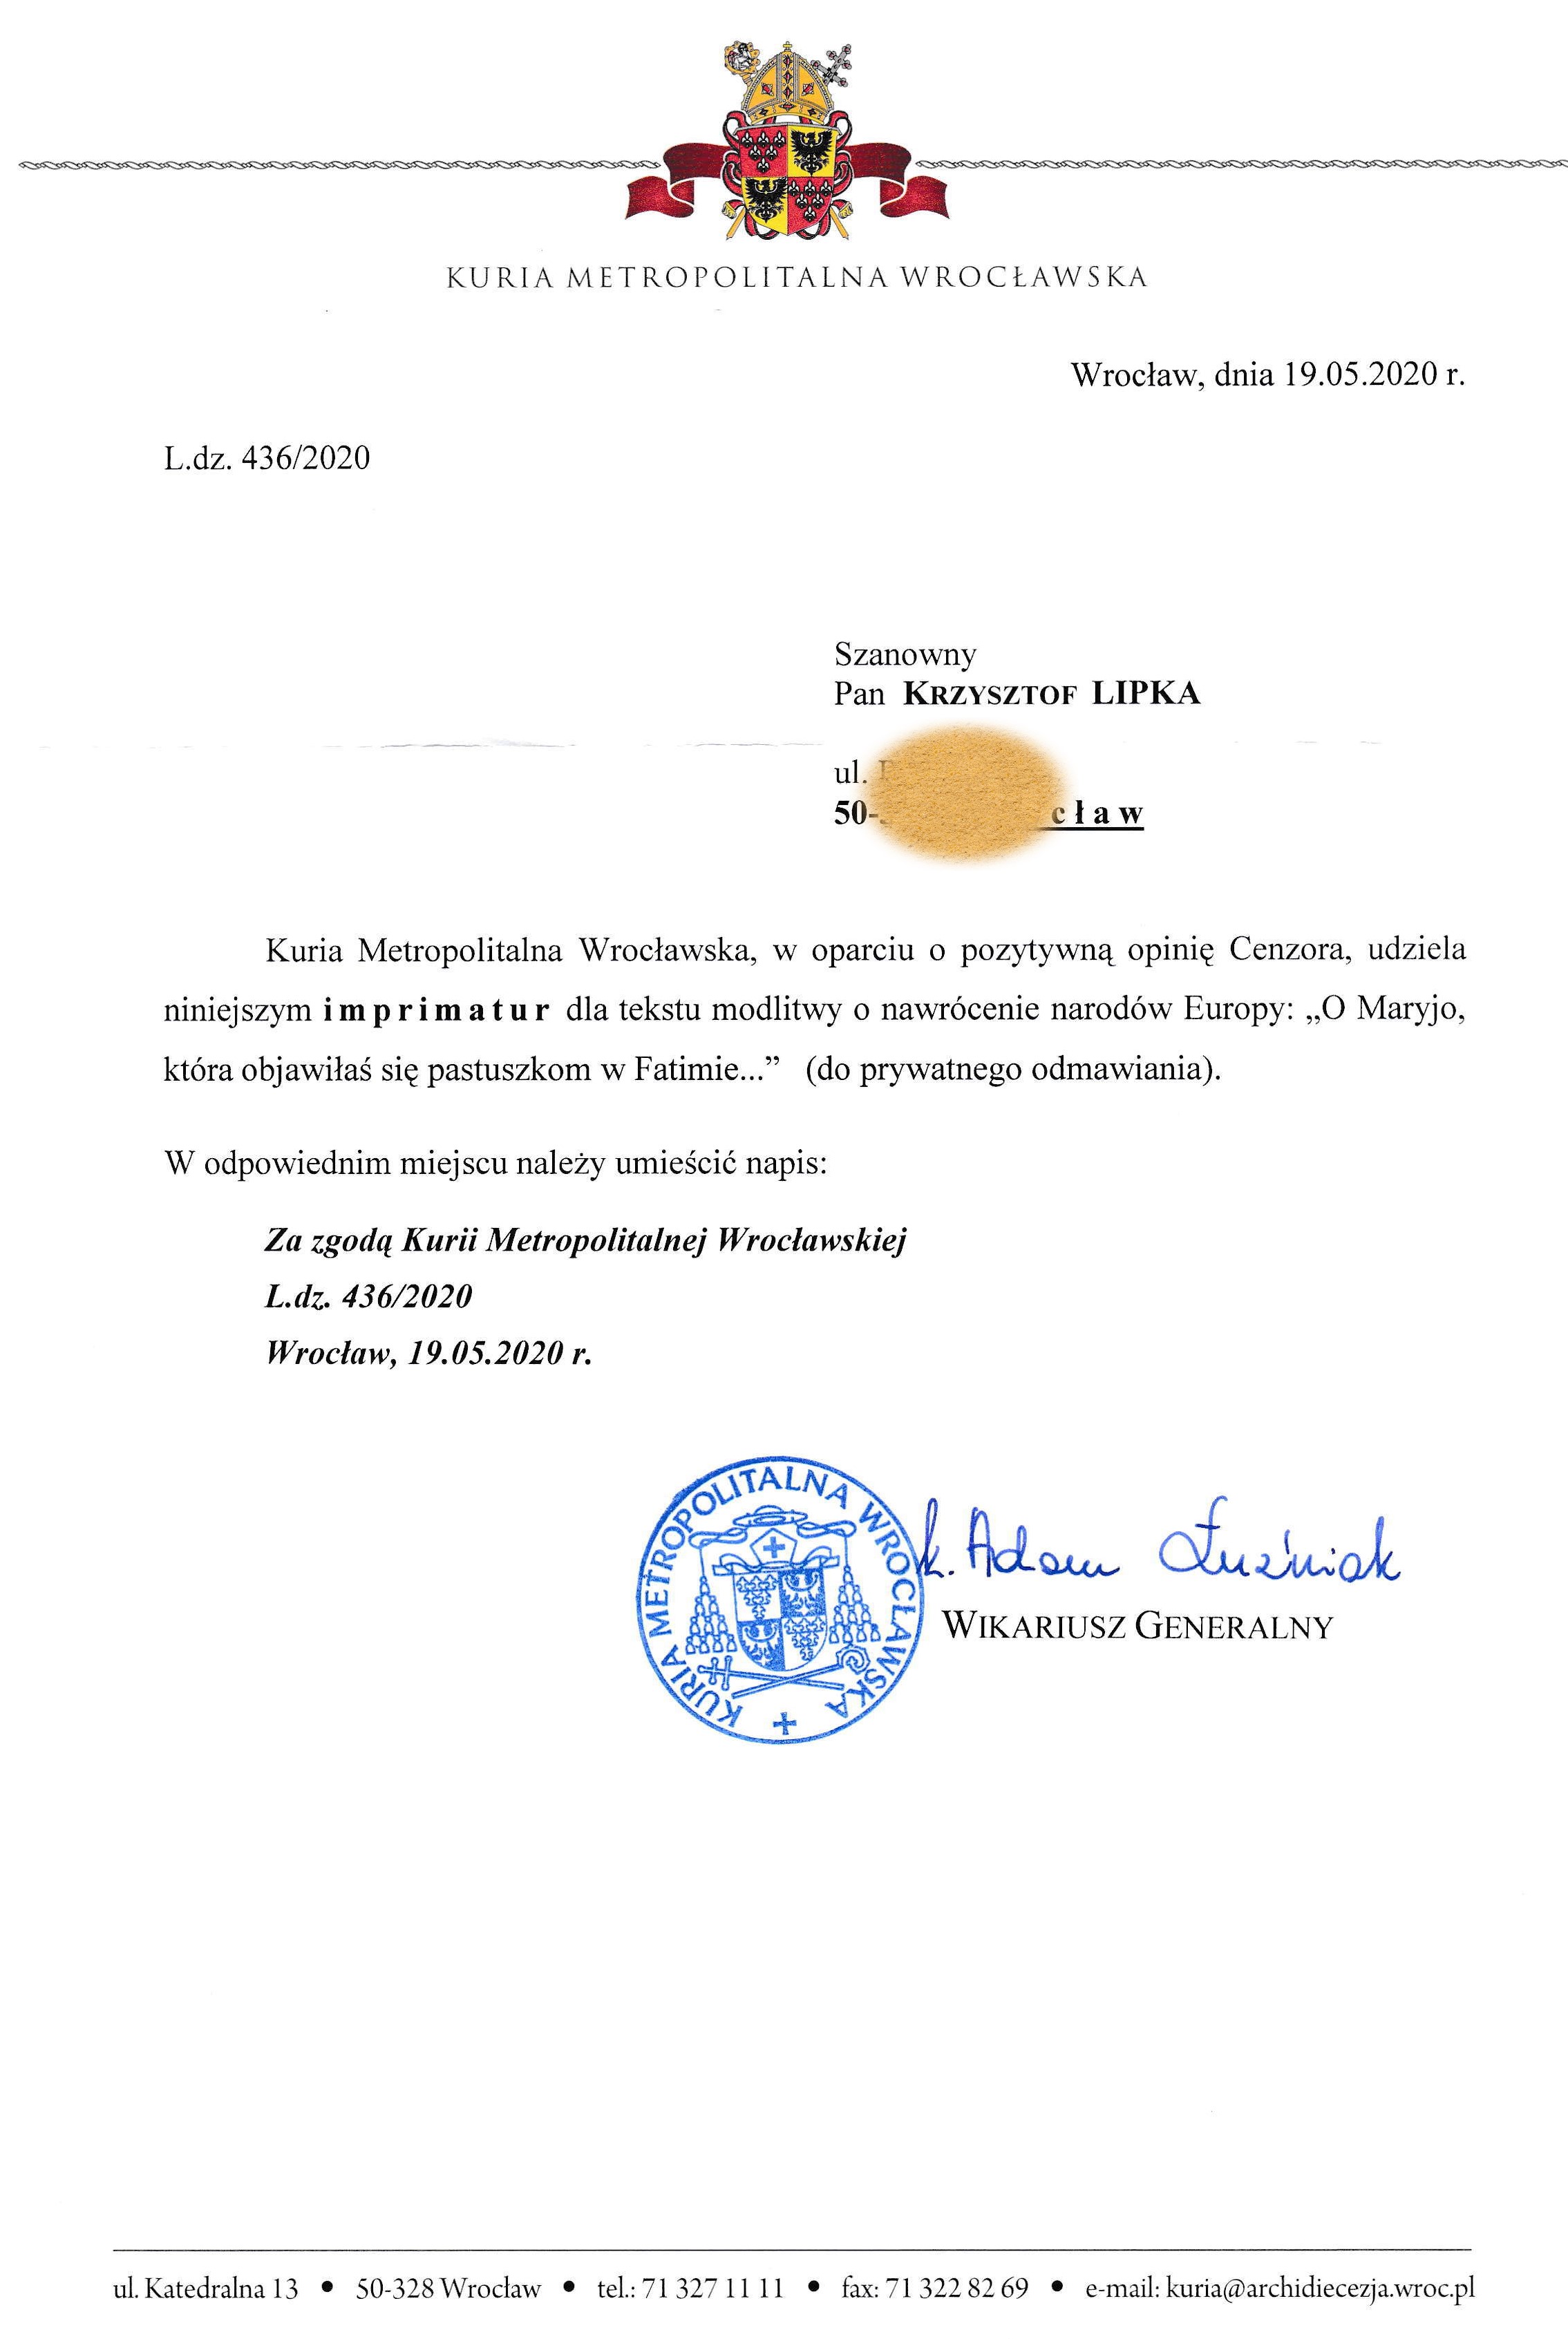 KURIA METROPOLITALNA WROCŁAWSKA
Wrocław, dnia 19.05.2020 r.
L.dz. 436/2020
Szanowny
Pan KRZYSZTOF LIPKA
ul.
50- cław
Kuria Metropolitalna Wrocławska, w oparciu o pozytywną opinię Cenzora, udziela
niniejszym imprimatur dla tekstu modlitwy o nawrócenie narodów Europy: „O Maryjo,
która objawiłaś się pastuszkom w Fatimie...” (do prywatnego odmawiania).
W odpowiednim miejscu należy umieścić napis:
Za zgodą Kurii Metropolitalnej Wrocławskiej
L.dz. 436/2020
Wrocław, 19.05.2020 r.
KURIA METROPOLITALNA WROCŁAWSKA
k. Adam Łuźniak
WIKARIUSZ GENERALNY
ul. Katedralna 13 • 50-328 Wrocław • tel.: 71 327 11 11 • fax: 71 322 82 69 • e-mail: kuria@archidiecezja.wroc.pl